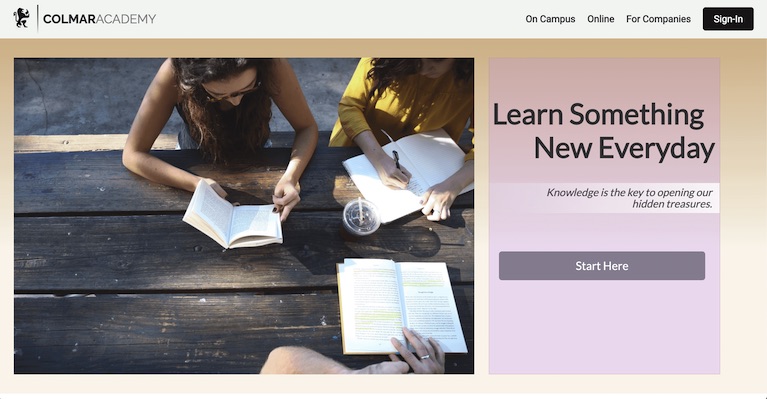 COLMARACADEMY
On Campus
Online
For Companies
Sign-In
Learn Something
New Everyday
Knowledge is the key to opening our
hidden treasures.
Start Here